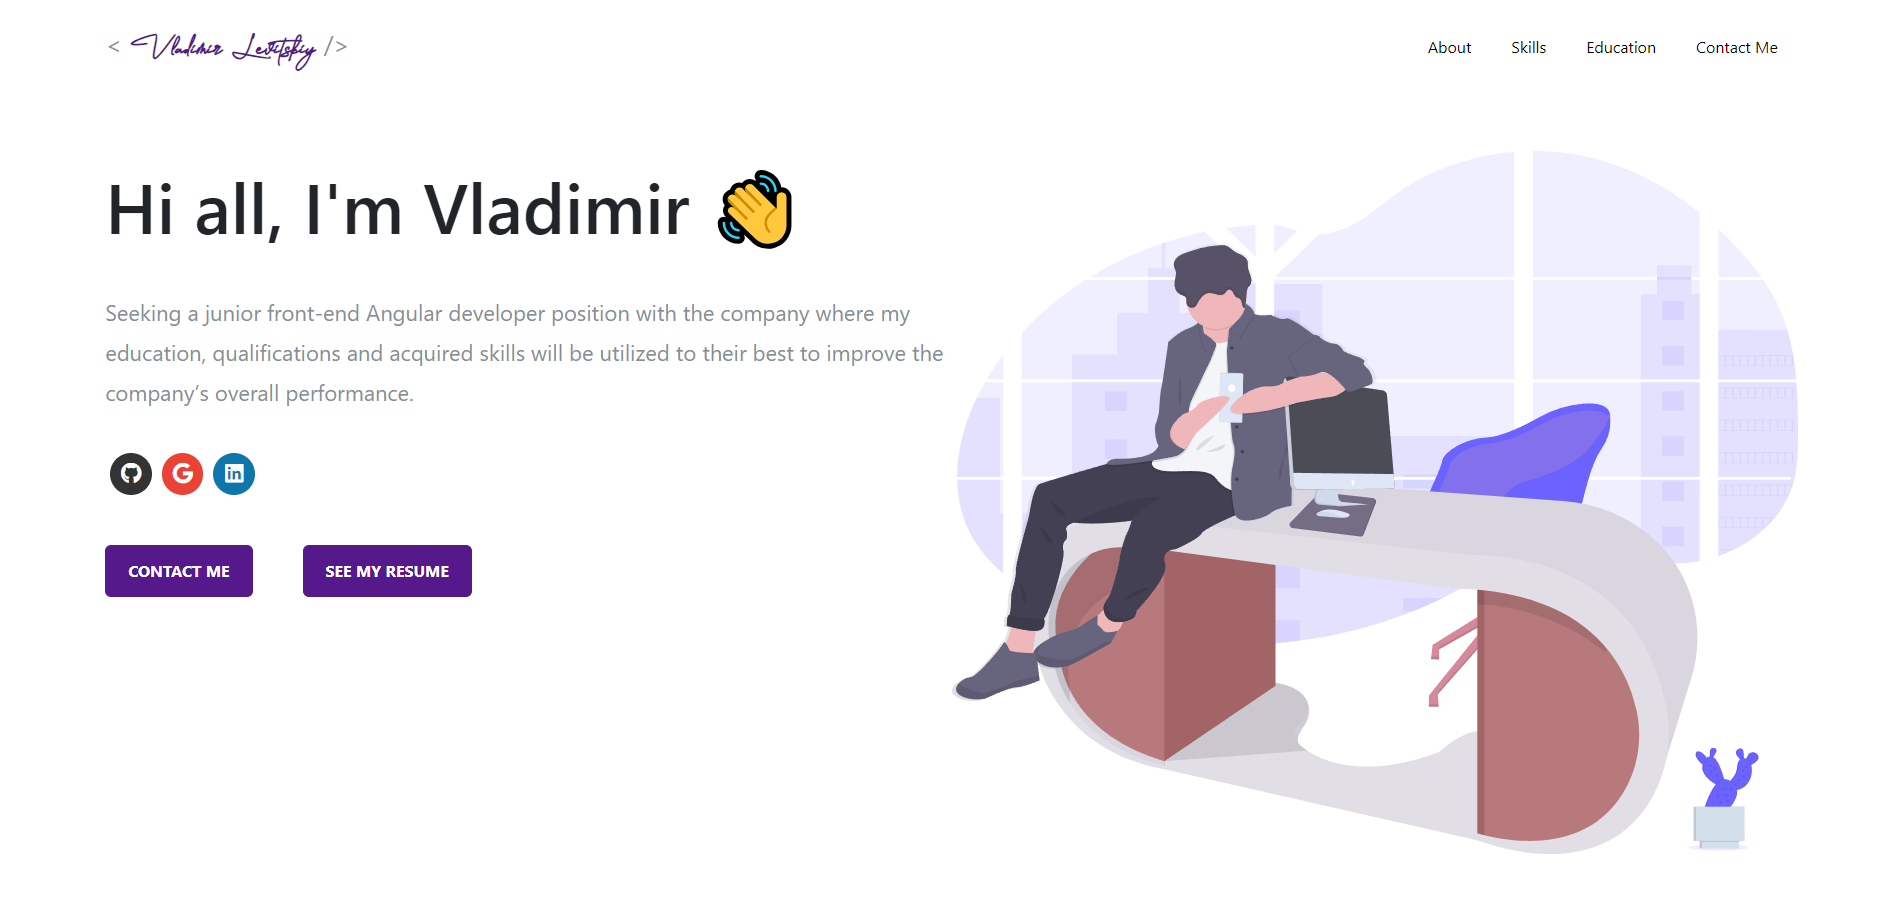 < Vladimir Levitskiy />
About
Skills
Education
Contact Me
Hi all, I'm Vladimir 👋
Seeking a junior front-end Angular developer position with the company where my
education, qualifications and acquired skills will be utilized to their best to improve the
company’s overall performance.
CONTACT ME
SEE MY RESUME